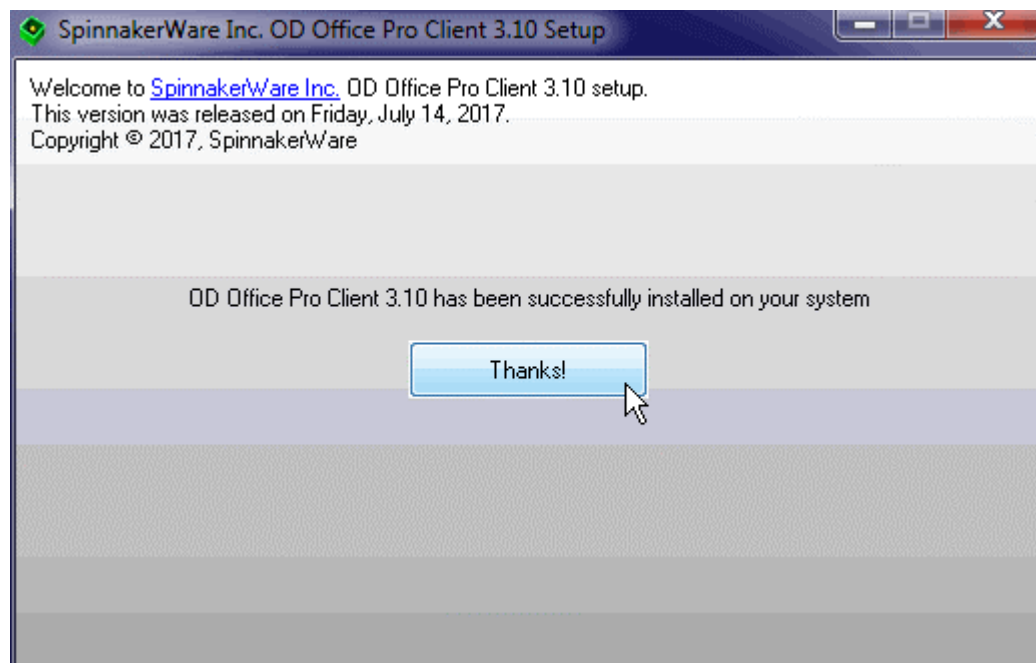 SpinnakerWare Inc. OD Office Pro Client 3.10 Setup
Welcome to SpinnakerWare Inc. OD Office Pro Client 3.10 setup.
This version was released on Friday, July 14, 2017.
Copyright © 2017, SpinnakerWare
OD Office Pro Client 3.10 has been successfully installed on your system
Thanks!